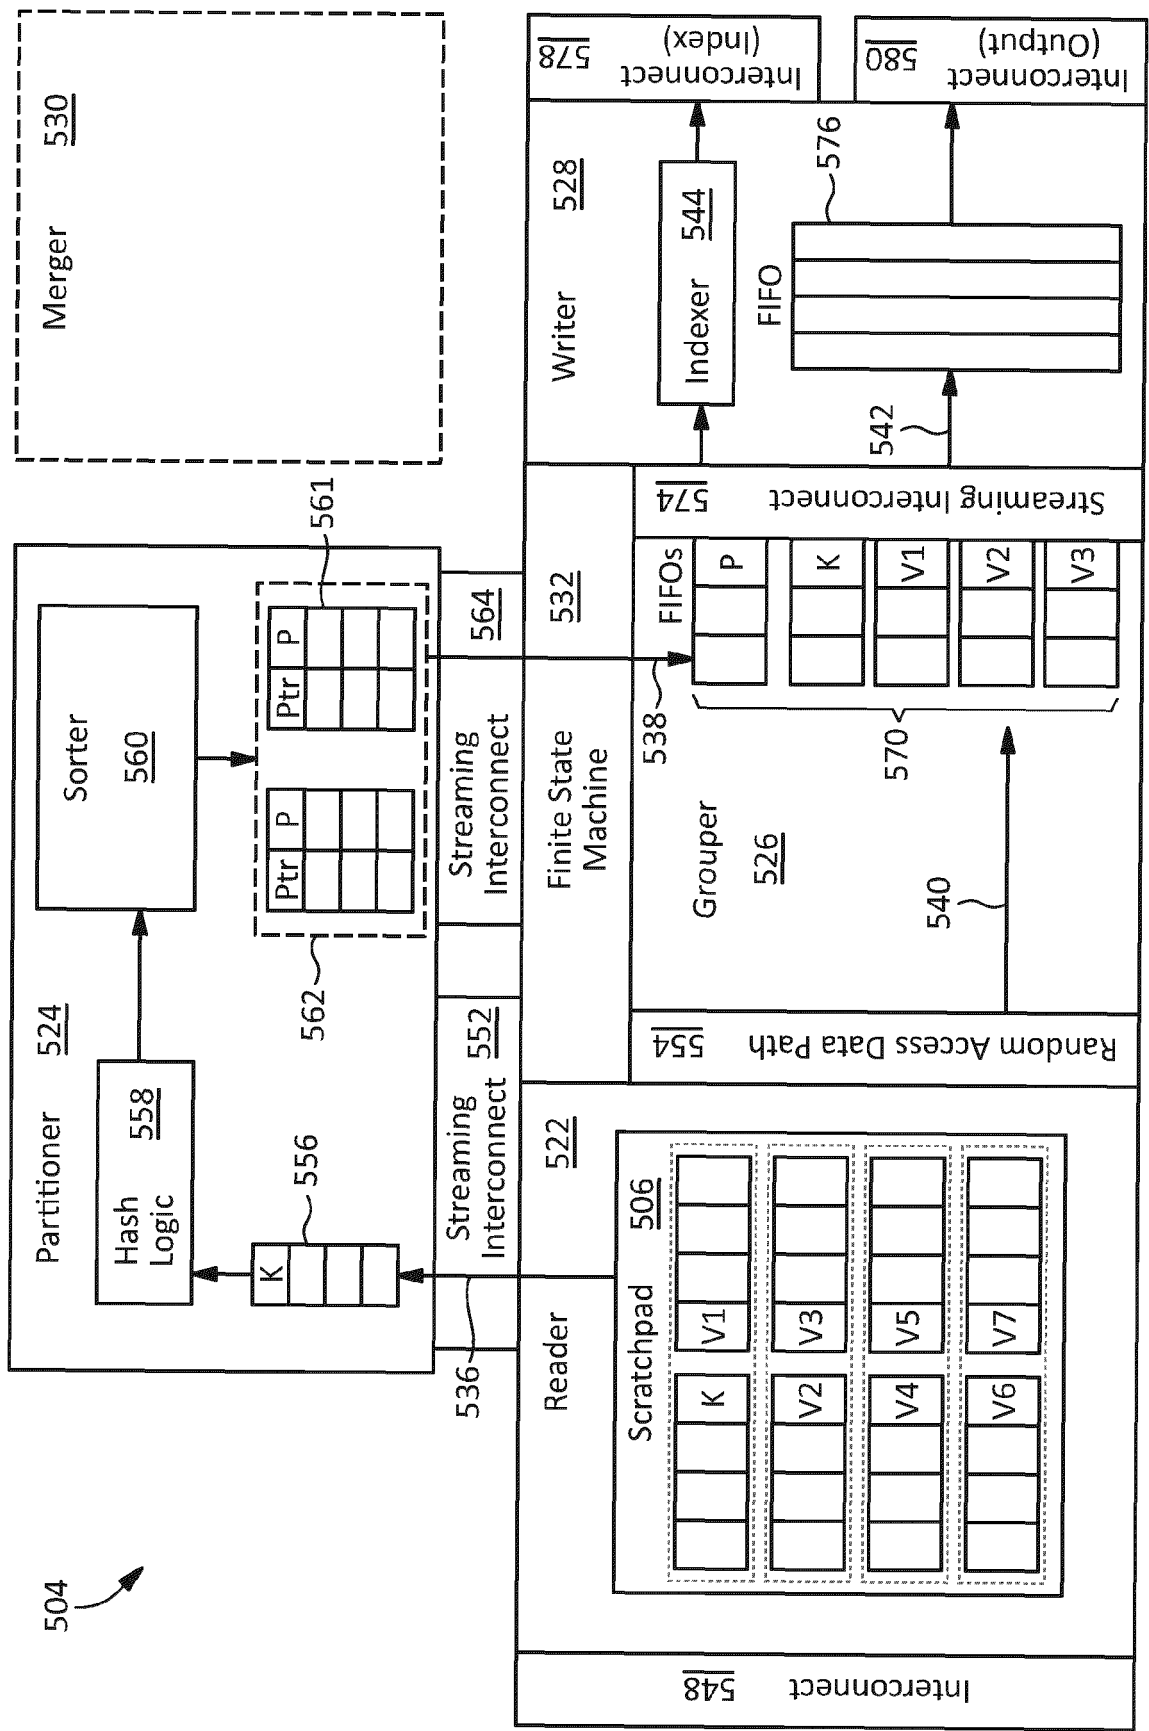 504
Partitioner
524
Hash
Logic
558
Sorter
560
K
556
Ptr
P
Ptr
P
561
562
Merger
530
536
Streaming
Interconnect
552
Streaming
Interconnect
564
Interconnect
548
Reader
522
Scratchpad
506
K
V1
V2
V3
V4
V5
V6
V7
Finite State
Machine
532
Random Access Data Path
554
Grouper
526
538
540
570
FIFOs
P
K
V1
V2
V3
Streaming Interconnect
574
Writer
528
Indexer
544
542
FIFO
576
Interconnect
(Index)
578
Interconnect
(Output)
580